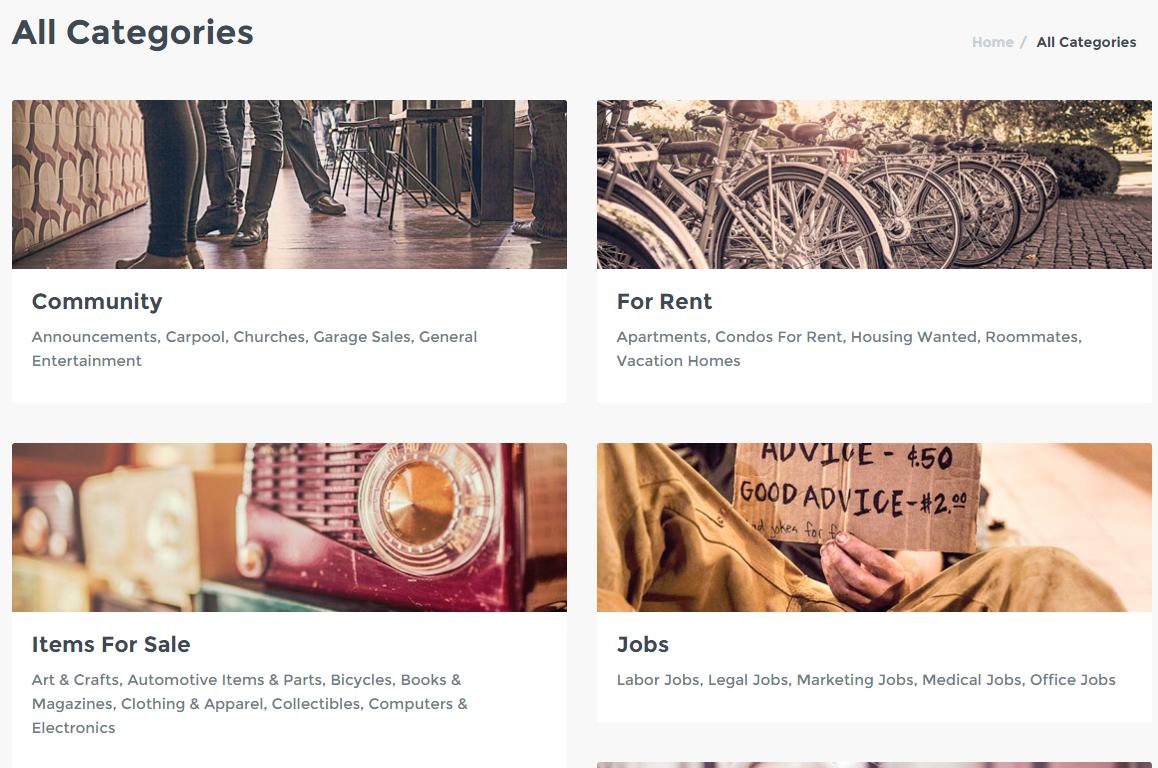 All Categories
Home / All Categories
Community
Announcements, Carpool, Churches, Garage Sales, General
Entertainment
For Rent
Apartments, Condos For Rent, Housing Wanted, Roommates,
Vacation Homes
ADVICE - $.50
GOOD ADVICE - #2.00
jokes for
Items For Sale
Art & Crafts, Automotive Items & Parts, Bicycles, Books &
Magazines, Clothing & Apparel, Collectibles, Computers &
Electronics
Jobs
Labor Jobs, Legal Jobs, Marketing Jobs, Medical Jobs, Office Jobs